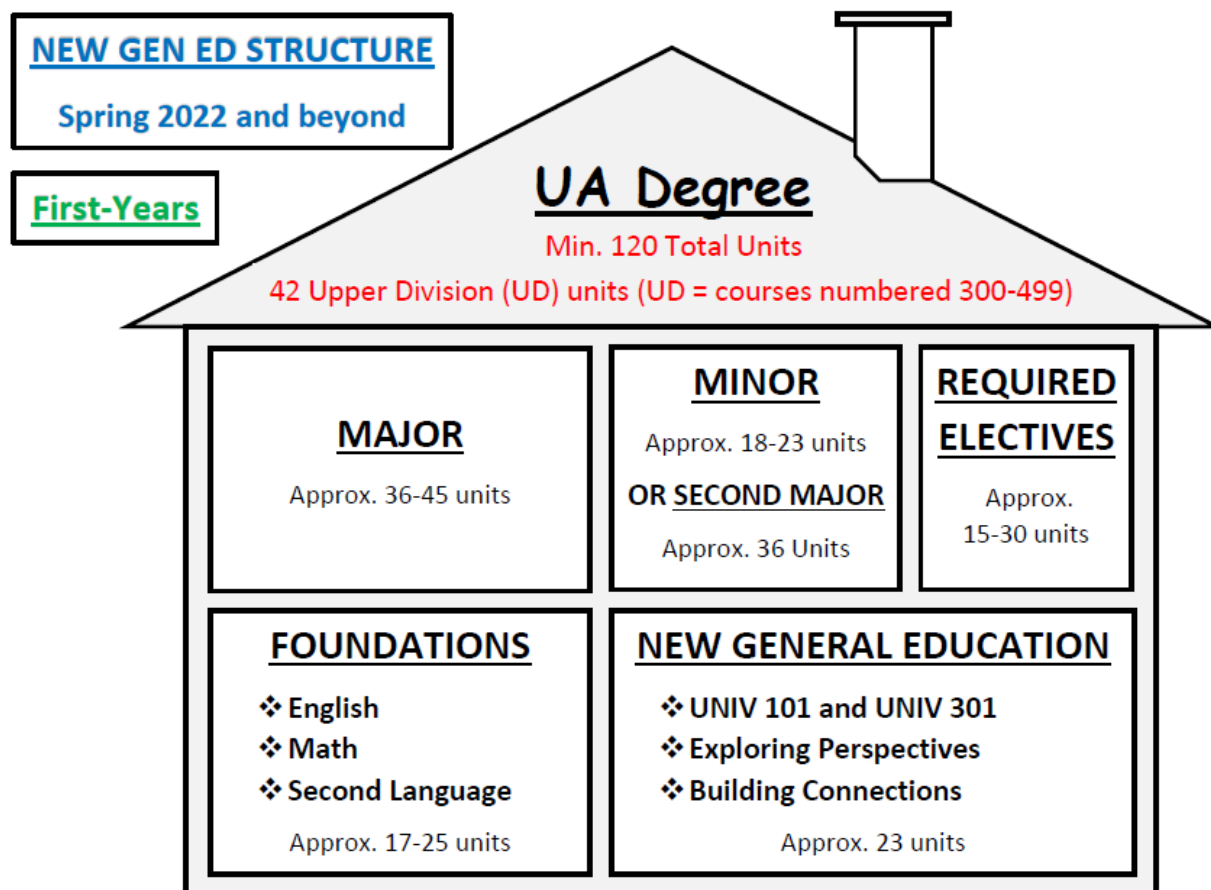 NEW GEN ED STRUCTURE
Spring 2022 and beyond
First-Years
UA Degree
Min. 120 Total Units
42 Upper Division (UD) units (UD = courses numbered 300-499)
MAJOR
Approx. 36-45 units
MINOR
Approx. 18-23 units
OR SECOND MAJOR
Approx. 36 Units
REQUIRED
ELECTIVES
Approx.
15-30 units
FOUNDATIONS
❖ English
❖ Math
❖ Second Language
Approx. 17-25 units
NEW GENERAL EDUCATION
❖ UNIV 101 and UNIV 301
❖ Exploring Perspectives
❖ Building Connections
Approx. 23 units